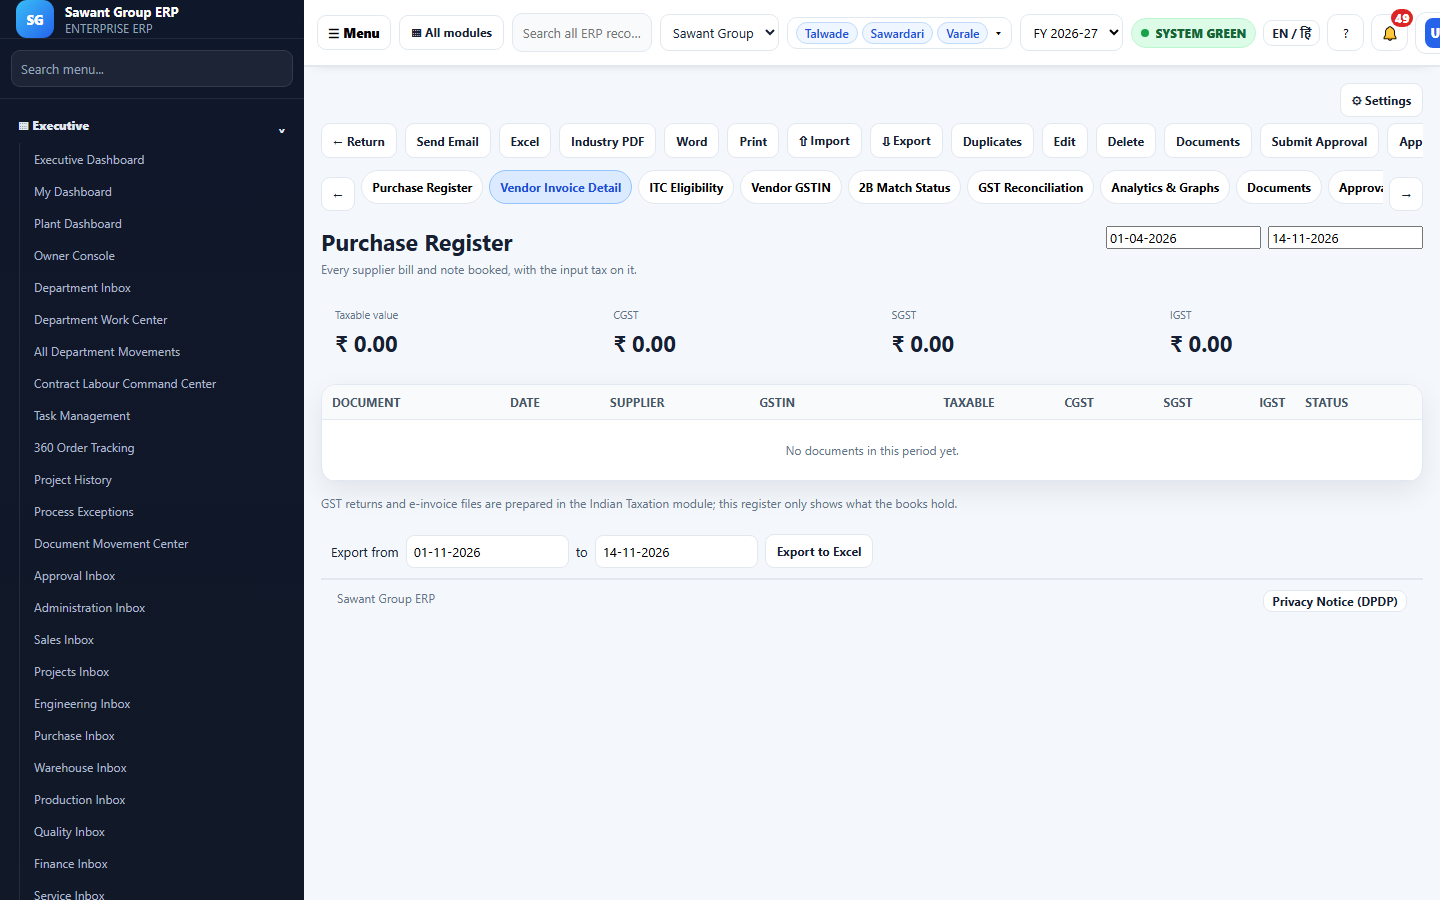 SG
Sawant Group ERP
ENTERPRISE ERP
Search menu...
Executive
Executive Dashboard
My Dashboard
Plant Dashboard
Owner Console
Department Inbox
Department Work Center
All Department Movements
Contract Labour Command Center
Task Management
360 Order Tracking
Project History
Process Exceptions
Document Movement Center
Approval Inbox
Administration Inbox
Sales Inbox
Projects Inbox
Engineering Inbox
Purchase Inbox
Warehouse Inbox
Production Inbox
Quality Inbox
Finance Inbox
Service Inbox
☰ Menu
All modules
Search all ERP reco...
Sawant Group
Talwade
Sawardari
Varale
FY 2026-27
SYSTEM GREEN
EN / हिं
?
49
U
⚙ Settings
← Return
Send Email
Excel
Industry PDF
Word
Print
⇧ Import
⇩ Export
Duplicates
Edit
Delete
Documents
Submit Approval
App
←
Purchase Register
Vendor Invoice Detail
ITC Eligibility
Vendor GSTIN
2B Match Status
GST Reconciliation
Analytics & Graphs
Documents
Approva
→
Purchase Register
01-04-2026
14-11-2026
Every supplier bill and note booked, with the input tax on it.
Taxable value
₹ 0.00
CGST
₹ 0.00
SGST
₹ 0.00
IGST
₹ 0.00
DOCUMENT DATE SUPPLIER GSTIN TAXABLE CGST SGST IGST STATUS
No documents in this period yet.
GST returns and e-invoice files are prepared in the Indian Taxation module; this register only shows what the books hold.
Export from 01-11-2026 to 14-11-2026 Export to Excel
Sawant Group ERP
Privacy Notice (DPDP)